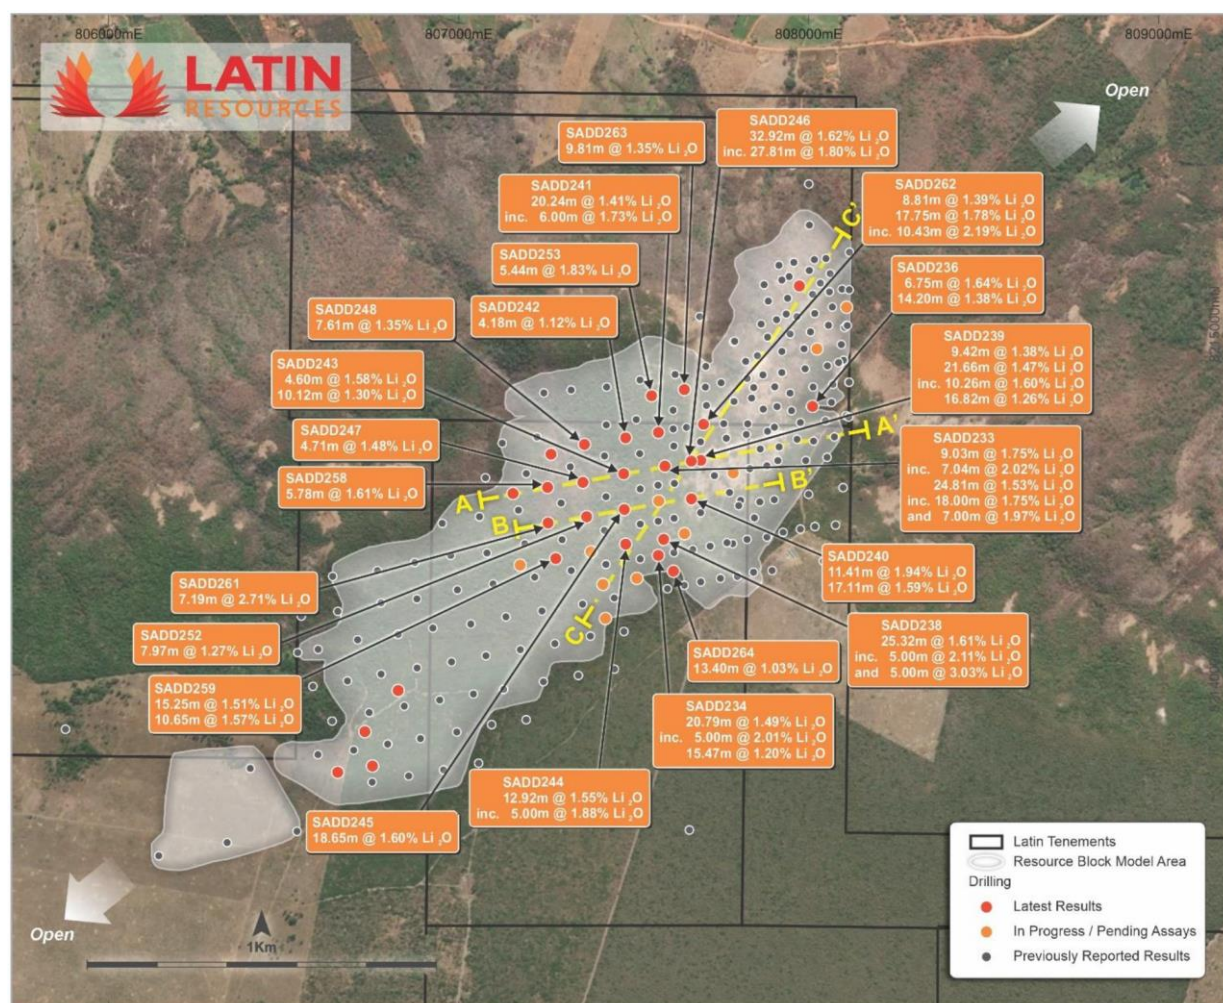 806000mE
807000mE
808000mE
809000mE
LATIN
RESOURCES
Open
SADD263
9.81m @ 1.35% Li₂O
SADD246
32.92m @ 1.62% Li₂O
inc. 27.81m @ 1.80% Li₂O
SADD241
20.24m @ 1.41% Li₂O
inc. 6.00m @ 1.73% Li₂O
SADD262
8.81m @ 1.39% Li₂O
17.75m @ 1.78% Li₂O
inc. 10.43m @ 2.19% Li₂O
C'
SADD253
5.44m @ 1.83% Li₂O
SADD236
6.75m @ 1.64% Li₂O
14.20m @ 1.38% Li₂O
SADD248
7.61m @ 1.35% Li₂O
SADD242
4.18m @ 1.12% Li₂O
SADD239
9.42m @ 1.38% Li₂O
21.66m @ 1.47% Li₂O
inc. 10.26m @ 1.60% Li₂O
16.82m @ 1.26% Li₂O
SADD243
4.60m @ 1.58% Li₂O
10.12m @ 1.30% Li₂O
A'
SADD247
4.71m @ 1.48% Li₂O
SADD233
9.03m @ 1.75% Li₂O
inc. 7.04m @ 2.02% Li₂O
24.81m @ 1.53% Li₂O
inc. 18.00m @ 1.75% Li₂O
and 7.00m @ 1.97% Li₂O
SADD258
5.78m @ 1.61% Li₂O
A
B'
B
SADD240
11.41m @ 1.94% Li₂O
17.11m @ 1.59% Li₂O
SADD261
7.19m @ 2.71% Li₂O
C
SADD252
7.97m @ 1.27% Li₂O
SADD238
25.32m @ 1.61% Li₂O
inc. 5.00m @ 2.11% Li₂O
and 5.00m @ 3.03% Li₂O
SADD264
13.40m @ 1.03% Li₂O
SADD259
15.25m @ 1.51% Li₂O
10.65m @ 1.57% Li₂O
SADD234
20.79m @ 1.49% Li₂O
inc. 5.00m @ 2.01% Li₂O
15.47m @ 1.20% Li₂O
SADD244
12.92m @ 1.55% Li₂O
inc. 5.00m @ 1.88% Li₂O
SADD245
18.65m @ 1.60% Li₂O
Open
1Km
Latin Tenements
Resource Block Model Area
Drilling
Latest Results
In Progress / Pending Assays
Previously Reported Results